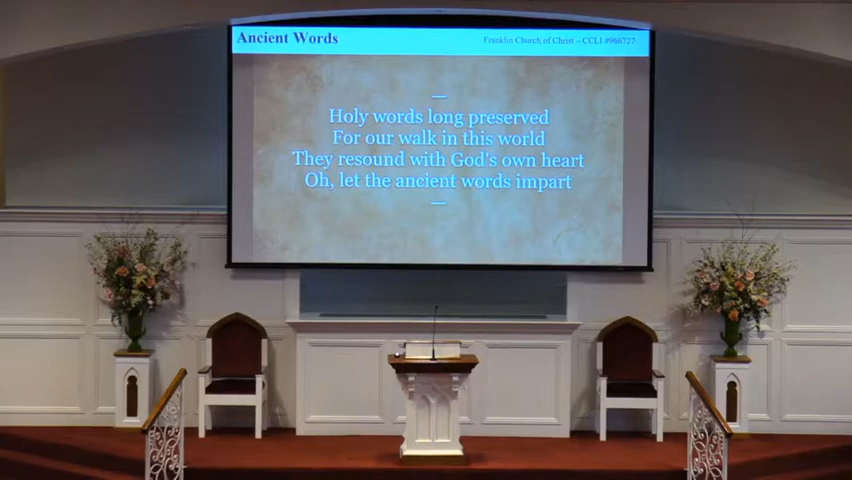 Ancient Words
Franklin Church of Christ – CCLI #966727
Holy words long preserved
For our walk in this world
They resound with God's own heart
Oh, let the ancient words impart